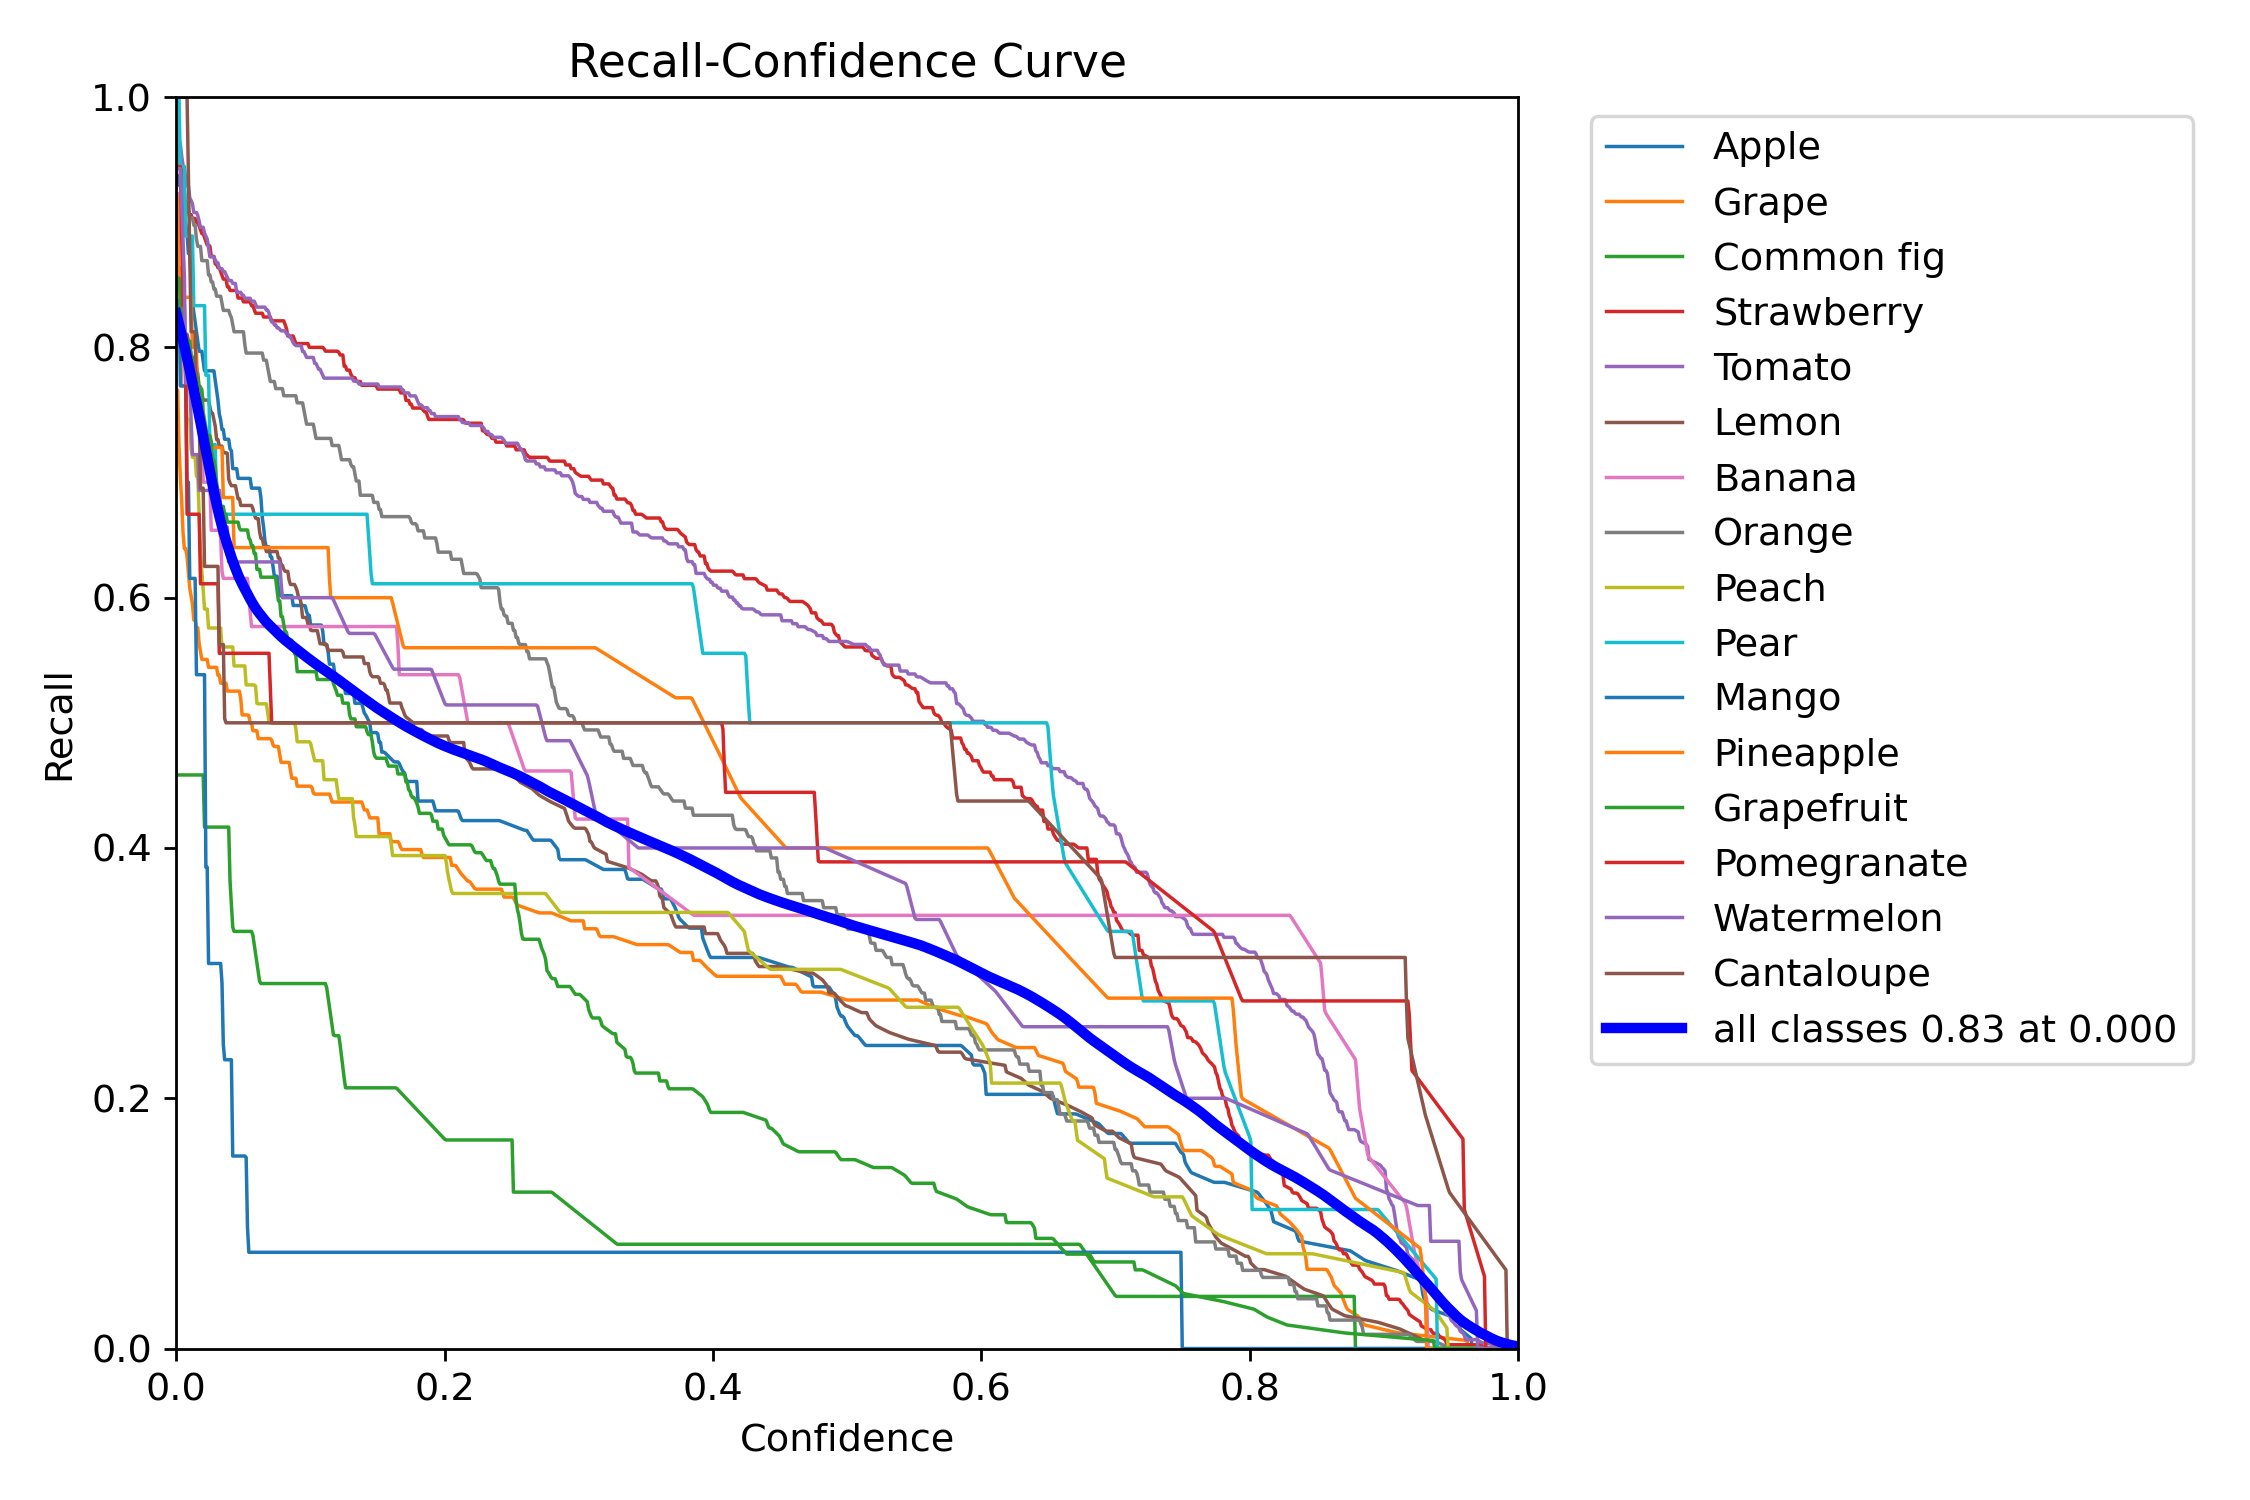 Recall-Confidence Curve
1.0
0.8
0.6
0.4
0.2
0.0
Recall
0.0 0.2 0.4 0.6 0.8 1.0
Confidence
Apple
Grape
Common fig
Strawberry
Tomato
Lemon
Banana
Orange
Peach
Pear
Mango
Pineapple
Grapefruit
Pomegranate
Watermelon
Cantaloupe
all classes 0.83 at 0.000